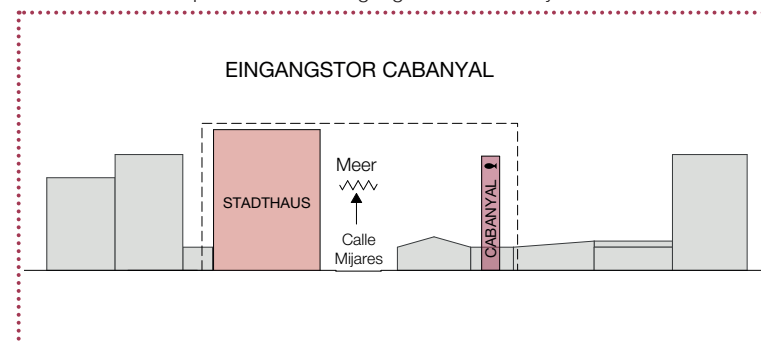 EINGANGSTOR CABANYAL
STADTHAUS
Meer
Calle
Mijares
CABANYAL